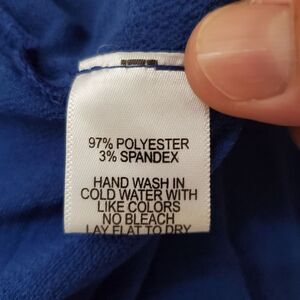 97% POLYESTER
3% SPANDEX
HAND WASH IN
COLD WATER WITH
LIKE COLORS
NO BLEACH
LAY FLAT TO DRY